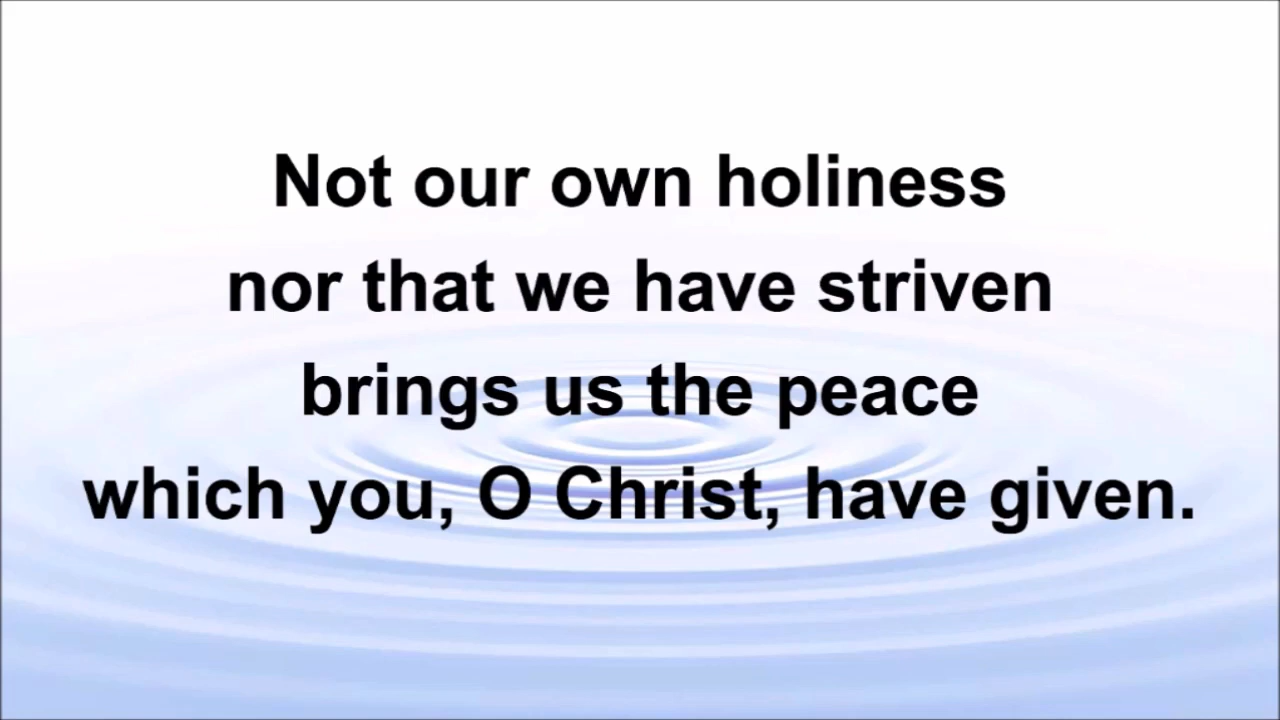 Not our own holiness
nor that we have striven
brings us the peace
which you, O Christ, have given.